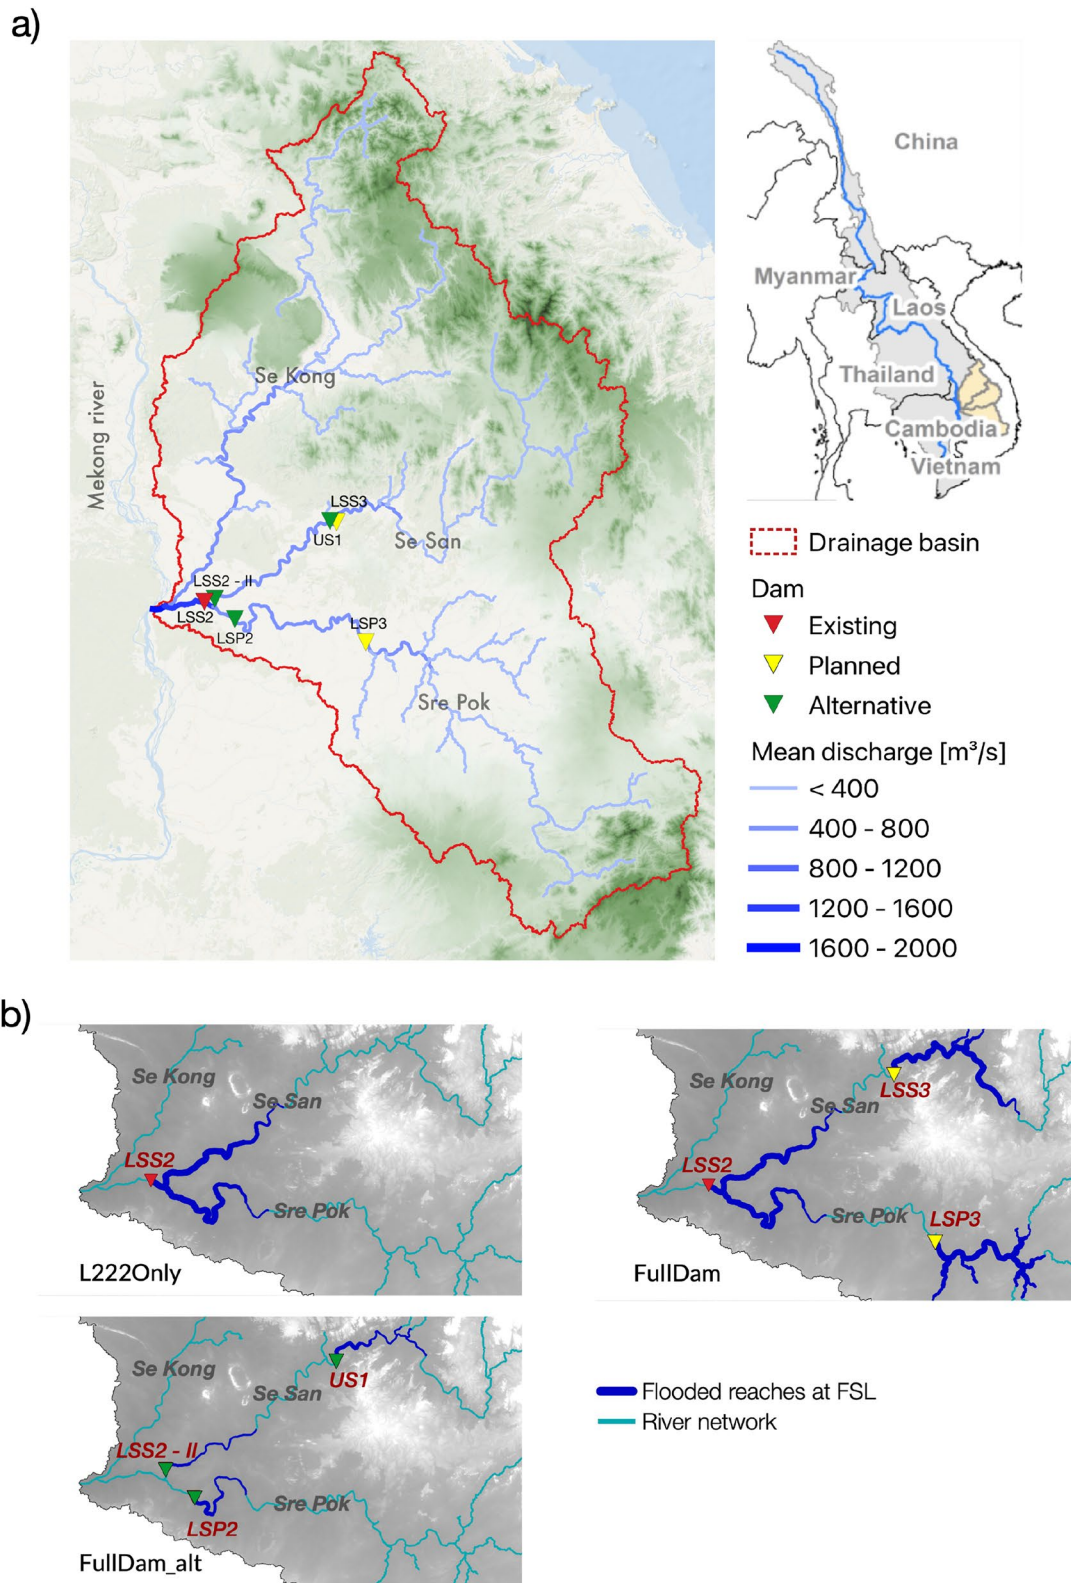 a)
China
Myanmar
Laos
Thailand
Cambodia
Vietnam
Mekong river
Se Kong
LSS3
US1
Se San
LSS2 - II
LSS2
LSP2
LSP3
Sre Pok
Drainage basin
Dam
Existing
Planned
Alternative
Mean discharge [m³/s]
< 400
400 - 800
800 - 1200
1200 - 1600
1600 - 2000
b)
Se Kong
Se San
LSS2
Sre Pok
L222Only
Se Kong
LSS3
Se San
LSS2
Sre Pok
LSP3
FullDam
Se Kong
US1
Se San
LSS2 - II
Sre Pok
LSP2
FullDam_alt
Flooded reaches at FSL
River network